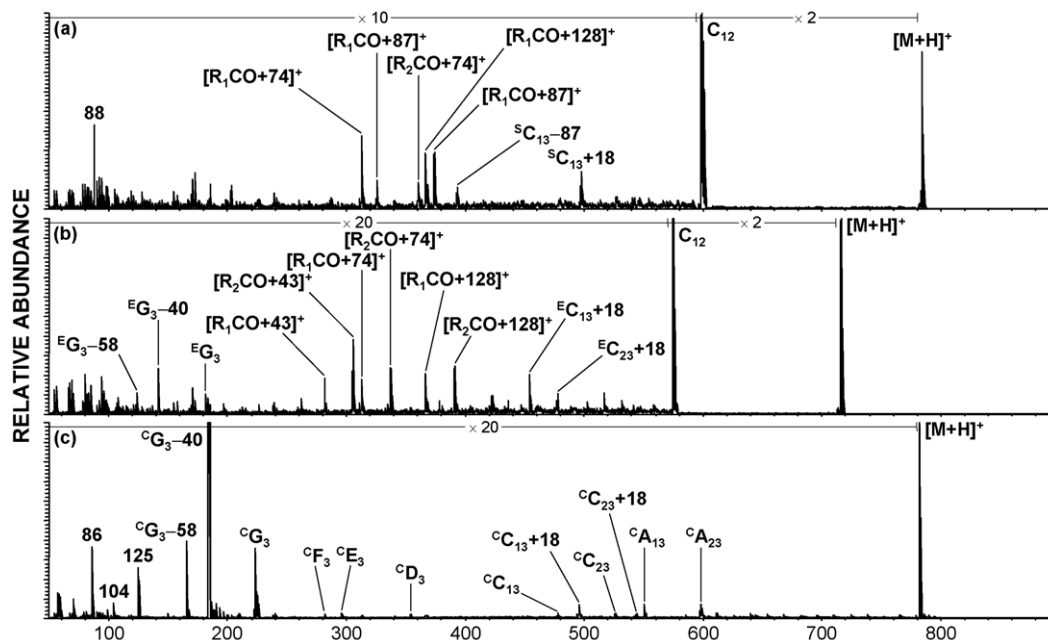 RELATIVE ABUNDANCE
(a)
× 10
× 2
[R₁CO+87]⁺
[R₁CO+128]⁺
C₁₂
[M+H]⁺
[R₂CO+74]⁺
[R₁CO+74]⁺
[R₁CO+87]⁺
88
ˢC₁₃–87
ˢC₁₃+18
(b)
× 20
× 2
[R₂CO+74]⁺
C₁₂
[M+H]⁺
[R₁CO+74]⁺
[R₂CO+43]⁺
[R₁CO+128]⁺
ᴱG₃–40
[R₁CO+43]⁺
[R₂CO+128]⁺
ᴱC₁₃+18
ᴱG₃–58
ᴱG₃
ᴱC₂₃+18
(c)
ᶜG₃–40
× 20
[M+H]⁺
86
ᶜG₃–58
ᶜG₃
125
104
ᶜF₃
ᶜE₃
ᶜD₃
ᶜC₂₃+18
ᶜC₁₃+18
ᶜC₂₃
ᶜA₁₃
ᶜA₂₃
ᶜC₁₃
100 200 300 400 500 600 700 800